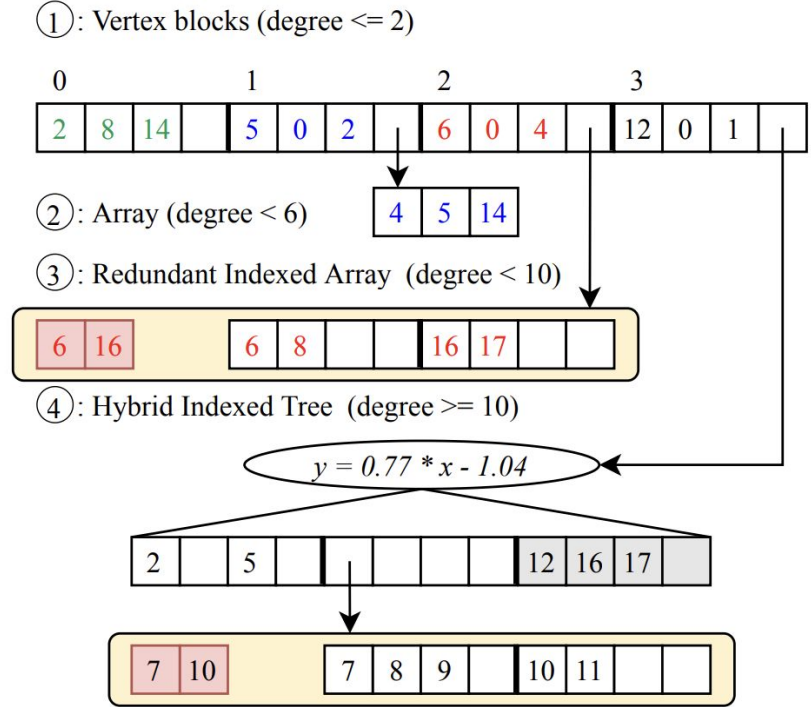 ①: Vertex blocks (degree <= 2)
0 1 2 3
2 8 14 5 0 2 6 0 4 12 0 1
②: Array (degree < 6)
4 5 14
③: Redundant Indexed Array (degree < 10)
6 16 6 8 16 17
④: Hybrid Indexed Tree (degree >= 10)
y = 0.77 * x - 1.04
2 5 12 16 17
7 10 7 8 9 10 11